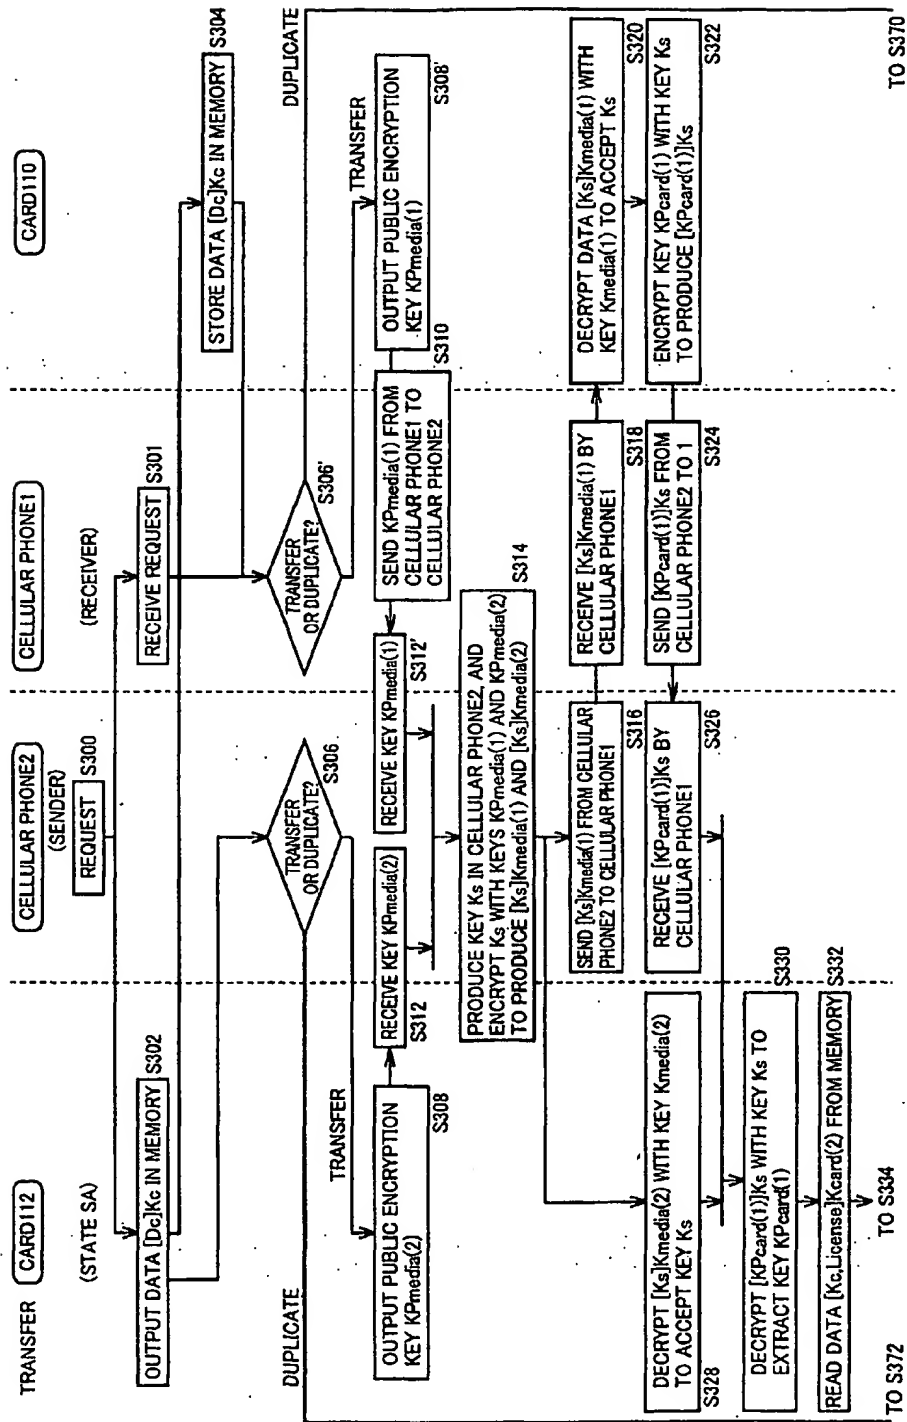 TRANSFER
CARD112
(STATE SA)
CELLULAR PHONE2
(SENDER)
CELLULAR PHONE1
(RECEIVER)
CARD110
REQUEST
S300
RECEIVE REQUEST
S301
OUTPUT DATA [Dc]Kc IN MEMORY
S302
STORE DATA [Dc]Kc IN MEMORY
S304
TRANSFER
OR DUPLICATE?
S306
TRANSFER
OR DUPLICATE?
S306'
DUPLICATE
DUPLICATE
TRANSFER
TRANSFER
OUTPUT PUBLIC ENCRYPTION
KEY KPmedia(2)
S308
OUTPUT PUBLIC ENCRYPTION
KEY KPmedia(1)
S308'
SEND KPmedia(1) FROM
CELLULAR PHONE1 TO
CELLULAR PHONE2
S310
RECEIVE KEY KPmedia(2)
S312
RECEIVE KEY KPmedia(1)
S312'
PRODUCE KEY Ks IN CELLULAR PHONE2, AND
ENCRYPT Ks WITH KEYS KPmedia(1) AND KPmedia(2)
TO PRODUCE [Ks]Kmedia(1) AND [Ks]Kmedia(2)
S314
SEND [Ks]Kmedia(1) FROM CELLULAR
PHONE2 TO CELLULAR PHONE1
S316
RECEIVE [Ks]Kmedia(1) BY
CELLULAR PHONE1
S318
DECRYPT DATA [Ks]Kmedia(1) WITH
KEY Kmedia(1) TO ACCEPT Ks
S320
ENCRYPT KEY KPcard(1) WITH KEY Ks
TO PRODUCE [KPcard(1)]Ks
S322
SEND [KPcard(1)]Ks FROM
CELLULAR PHONE2 TO 1
S324
RECEIVE [KPcard(1)]Ks BY
CELLULAR PHONE1
S326
DECRYPT [Ks]Kmedia(2) WITH KEY Kmedia(2)
TO ACCEPT KEY Ks
S328
DECRYPT [KPcard(1)]Ks WITH KEY Ks TO
EXTRACT KEY KPcard(1)
S330
READ DATA [Kc,License]Kcard(2) FROM MEMORY
S332
TO S372
TO S334
TO S370